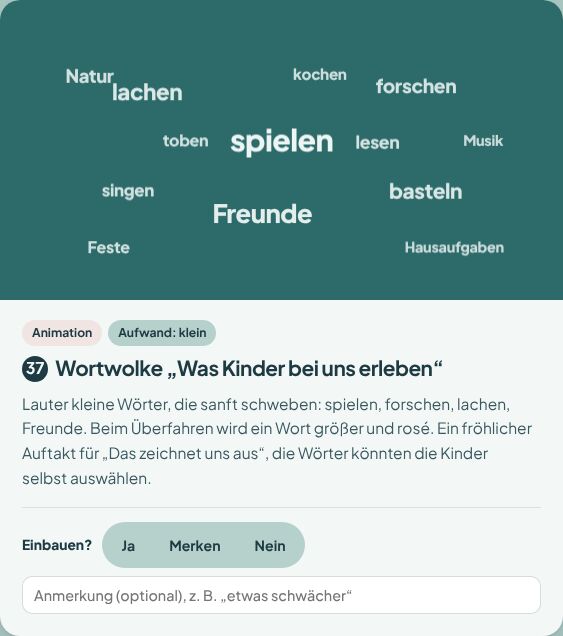 Natur
lachen
kochen
forschen
toben
spielen
lesen
Musik
singen
basteln
Freunde
Feste
Hausaufgaben
Animation
Aufwand: klein
37 Wortwolke „Was Kinder bei uns erleben“
Lauter kleine Wörter, die sanft schweben: spielen, forschen, lachen,
Freunde. Beim Überfahren wird ein Wort größer und rosé. Ein fröhlicher
Auftakt für „Das zeichnet uns aus“, die Wörter könnten die Kinder
selbst auswählen.
Einbauen? Ja Merken Nein
Anmerkung (optional), z. B. „etwas schwächer“